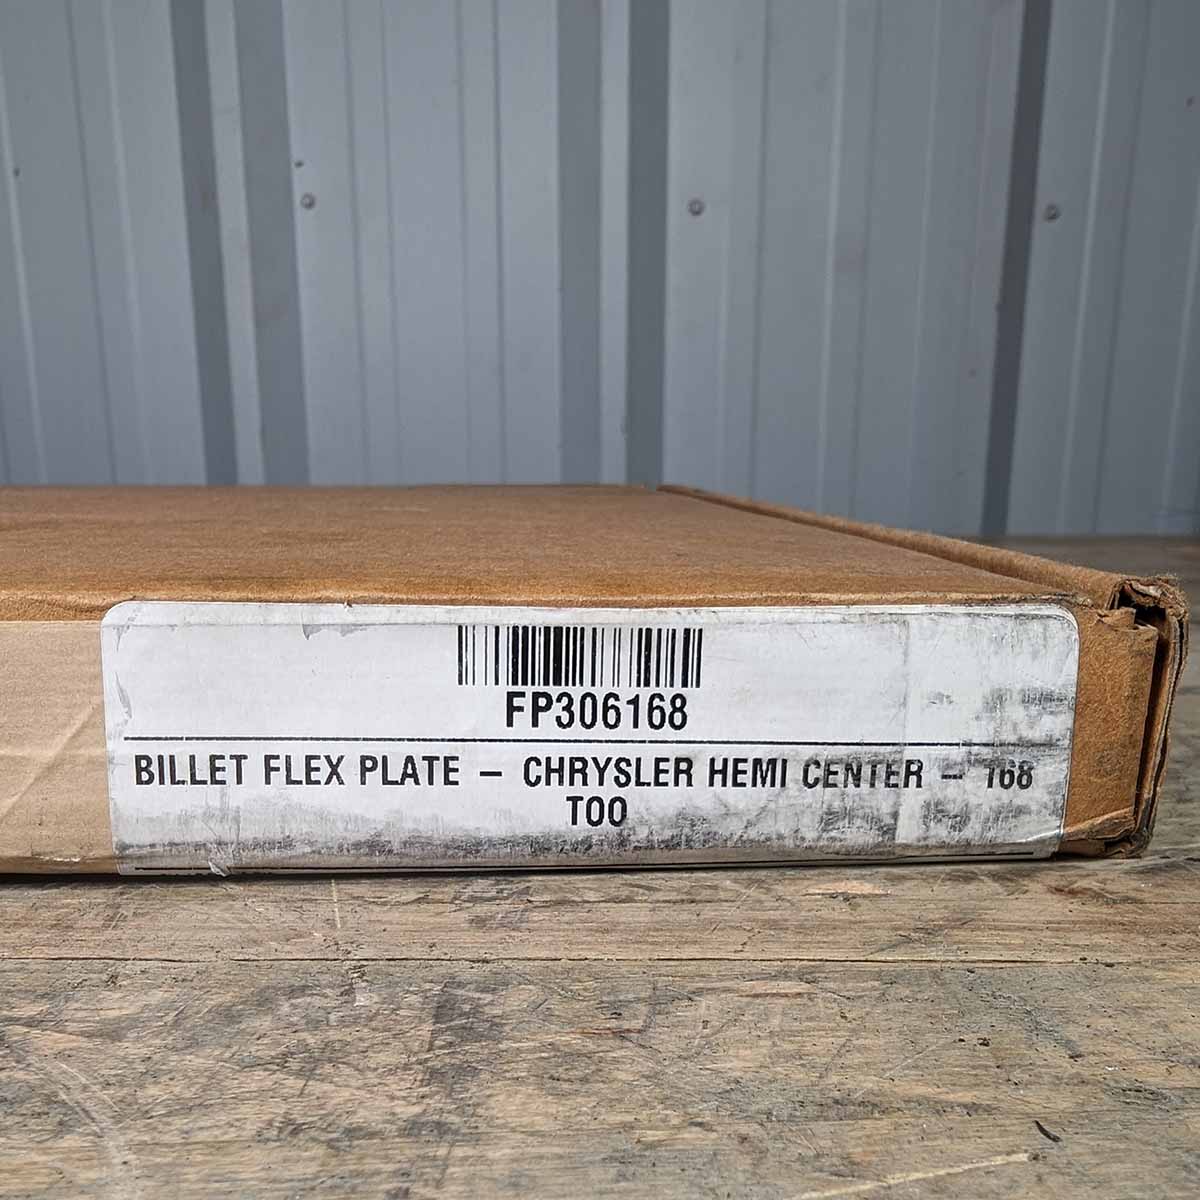 FP306168
BILLET FLEX PLATE – CHRYSLER HEMI CENTER – 168
TOO